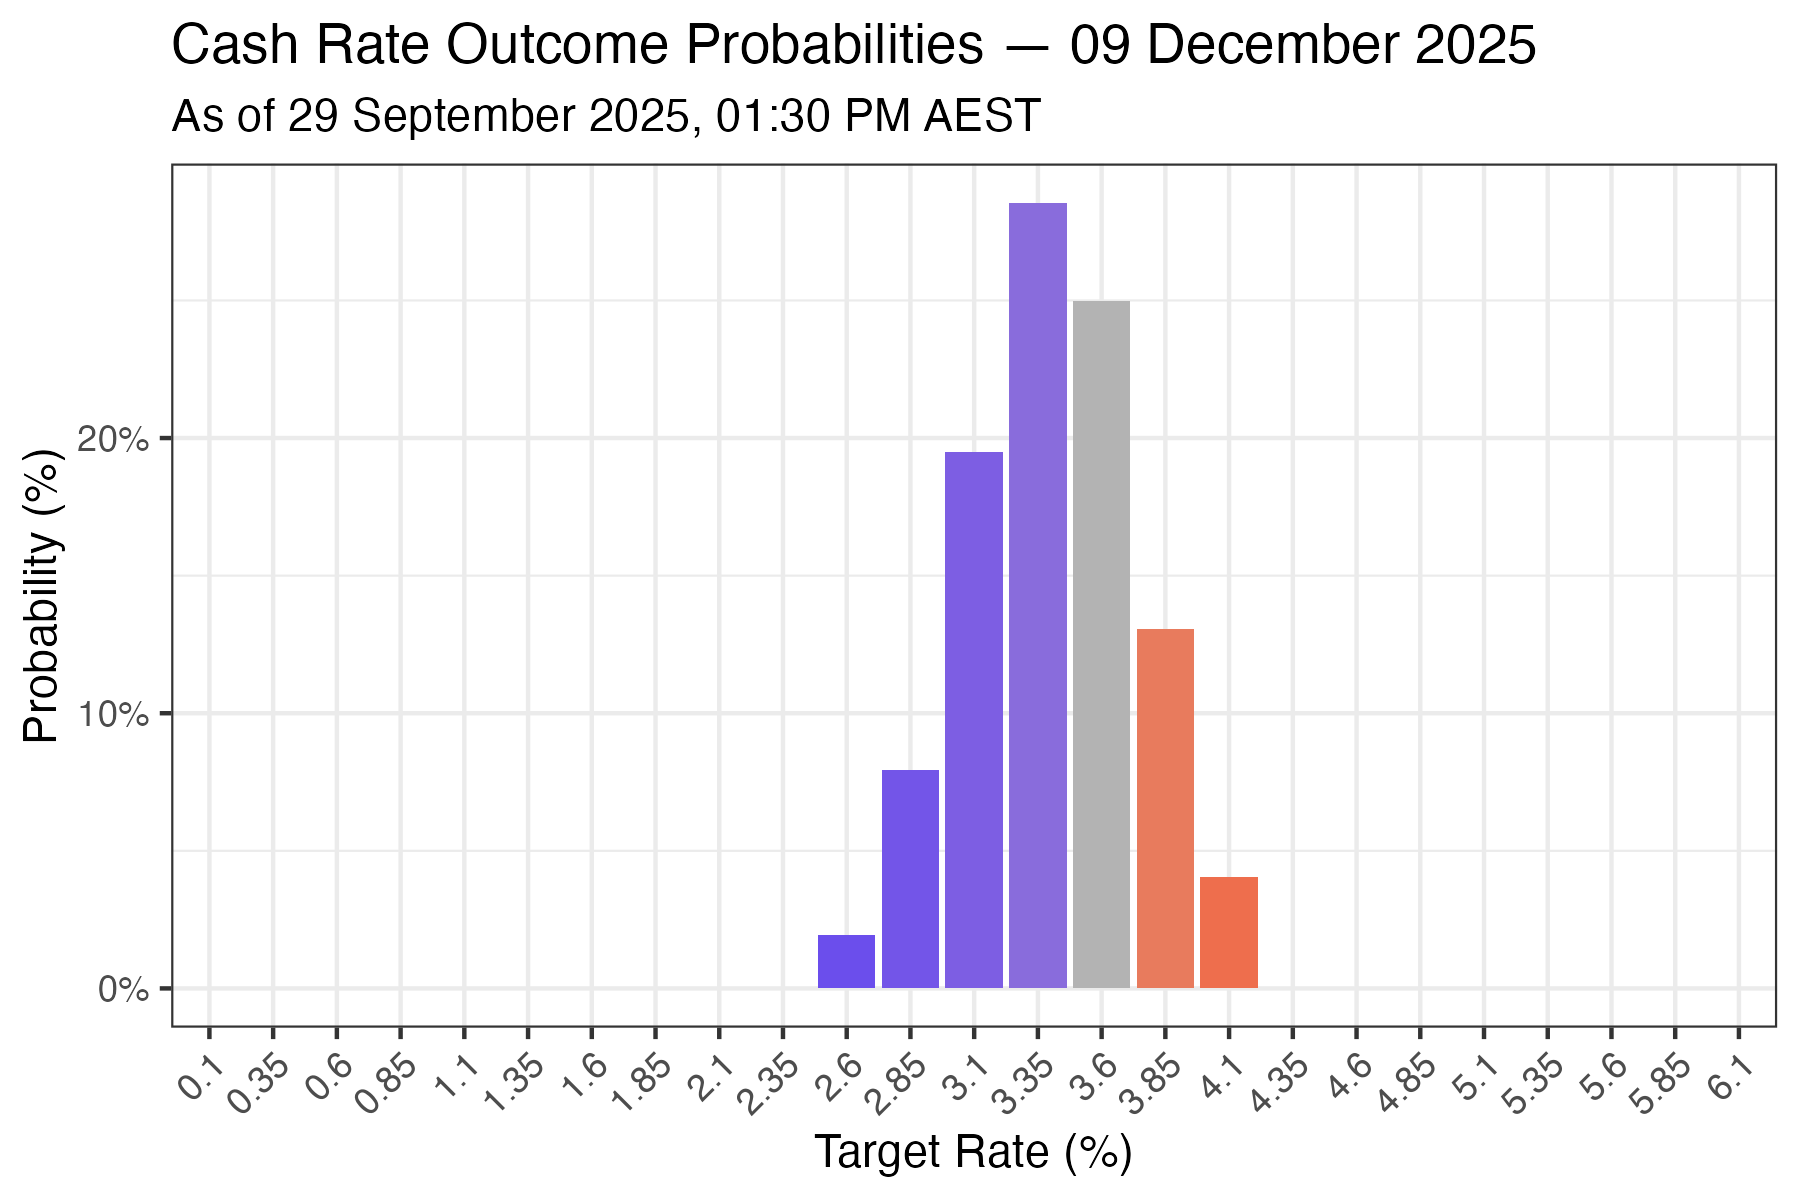 Cash Rate Outcome Probabilities — 09 December 2025
As of 29 September 2025, 01:30 PM AEST
Probability (%)
20%
10%
0%
0.1 0.35 0.6 0.85 1.1 1.35 1.6 1.85 2.1 2.35 2.6 2.85 3.1 3.35 3.6 3.85 4.1 4.35 4.6 4.85 5.1 5.35 5.6 5.85 6.1
Target Rate (%)